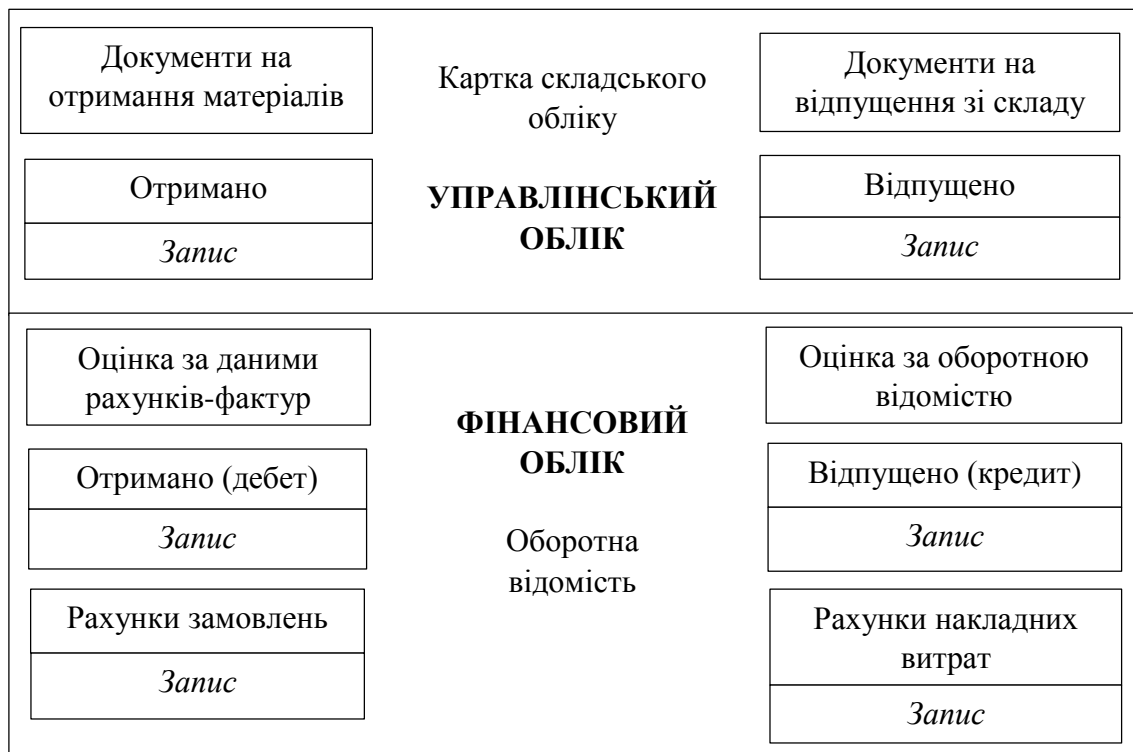 Документи на
отримання матеріалів
Картка складського
обліку
Документи на
відпущення зі складу
Отримано
Запис
УПРАВЛІНСЬКИЙ
ОБЛІК
Відпущено
Запис
Оцінка за даними
рахунків-фактур
ФІНАНСОВИЙ
ОБЛІК
Оцінка за оборотною
відомістю
Отримано (дебет)
Запис
Відпущено (кредит)
Запис
Оборотна
відомість
Рахунки замовлень
Запис
Рахунки накладних
витрат
Запис